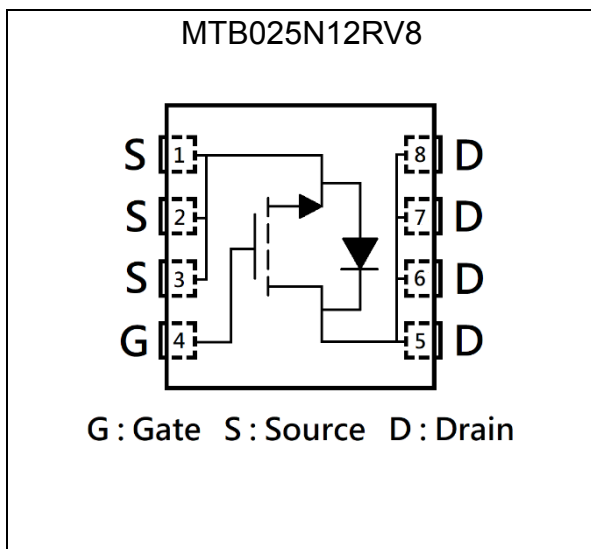 MTB025N12RV8
S 1 8 D
S 2 7 D
S 3 6 D
G 4 5 D
G : Gate S : Source D : Drain